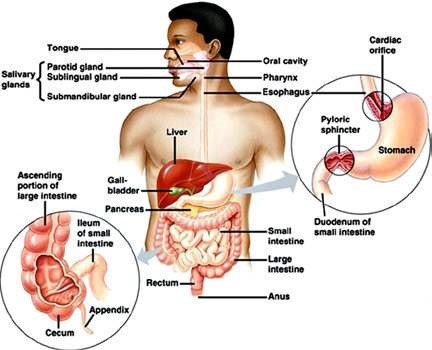 Tongue
Salivary
glands
Parotid gland
Sublingual gland
Submandibular gland
Oral cavity
Pharynx
Esophagus
Cardiac
orifice
Pyloric
sphincter
Stomach
Duodenum of
small intestine
Liver
Gall-
bladder
Pancreas
Small
intestine
Large
intestine
Rectum
Anus
Ascending
portion of
large intestine
Ileum
of small
intestine
Appendix
Cecum